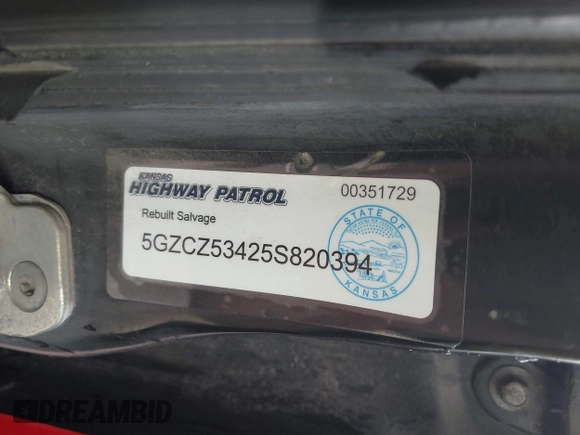 KANSAS
HIGHWAY PATROL
00351729
Rebuilt Salvage
5GZCZ53425S820394
STATE OF
KANSAS
DREAMBID